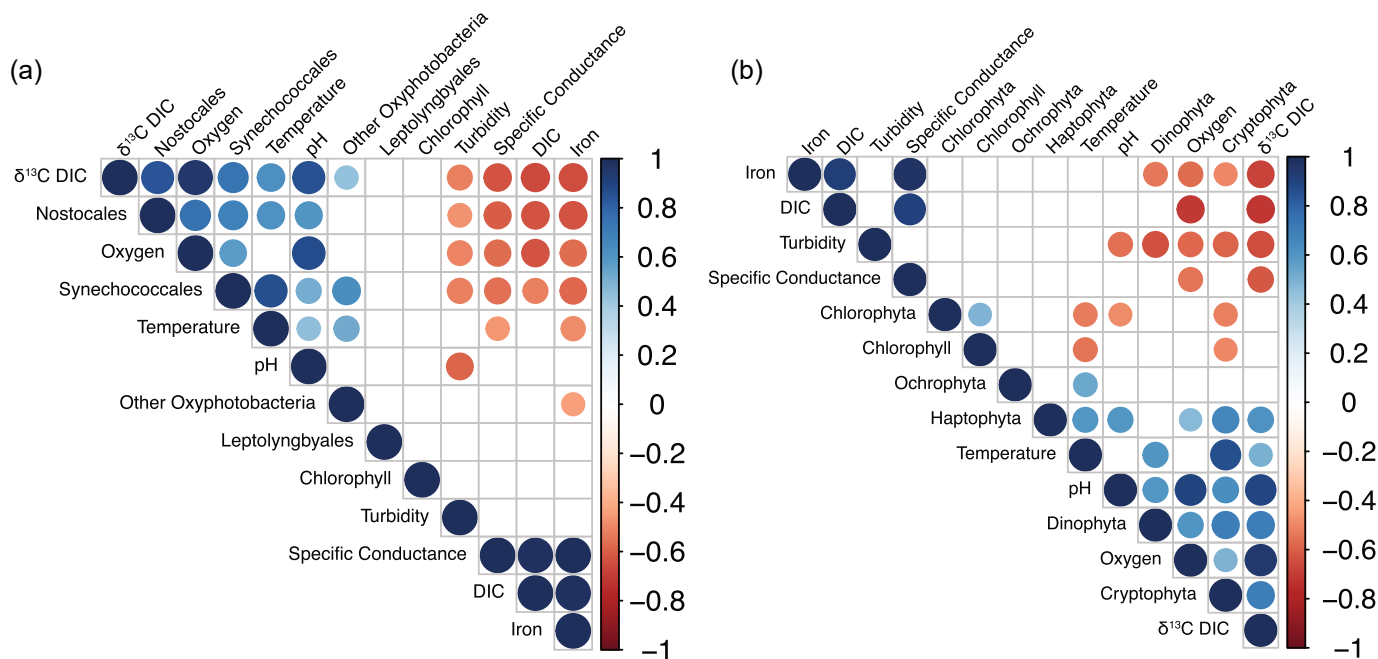 (a)
δ¹³C DIC
Nostocales
Oxygen
Synechococcales
Temperature
pH
Other Oxyphotobacteria
Leptolyngbyales
Chlorophyll
Turbidity
Specific Conductance
DIC
Iron
δ¹³C DIC
Nostocales
Oxygen
Synechococcales
Temperature
pH
Other Oxyphotobacteria
Leptolyngbyales
Chlorophyll
Turbidity
Specific Conductance
DIC
Iron
1
0.8
0.6
0.4
0.2
0
−0.2
−0.4
−0.6
−0.8
−1
(b)
Iron
DIC
Turbidity
Specific Conductance
Chlorophyta
Chlorophyll
Ochrophyta
Haptophyta
Temperature
pH
Dinophyta
Oxygen
Cryptophyta
δ¹³C DIC
Iron
DIC
Turbidity
Specific Conductance
Chlorophyta
Chlorophyll
Ochrophyta
Haptophyta
Temperature
pH
Dinophyta
Oxygen
Cryptophyta
δ¹³C DIC
1
0.8
0.6
0.4
0.2
0
−0.2
−0.4
−0.6
−0.8
−1